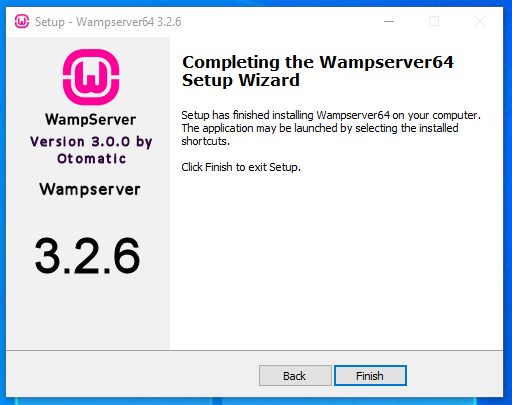 Setup - Wampserver64 3.2.6
WampServer
Version 3.0.0 by
Otomatic
Wampserver
3.2.6
Completing the Wampserver64
Setup Wizard
Setup has finished installing Wampserver64 on your computer.
The application may be launched by selecting the installed
shortcuts.
Click Finish to exit Setup.
Back
Finish